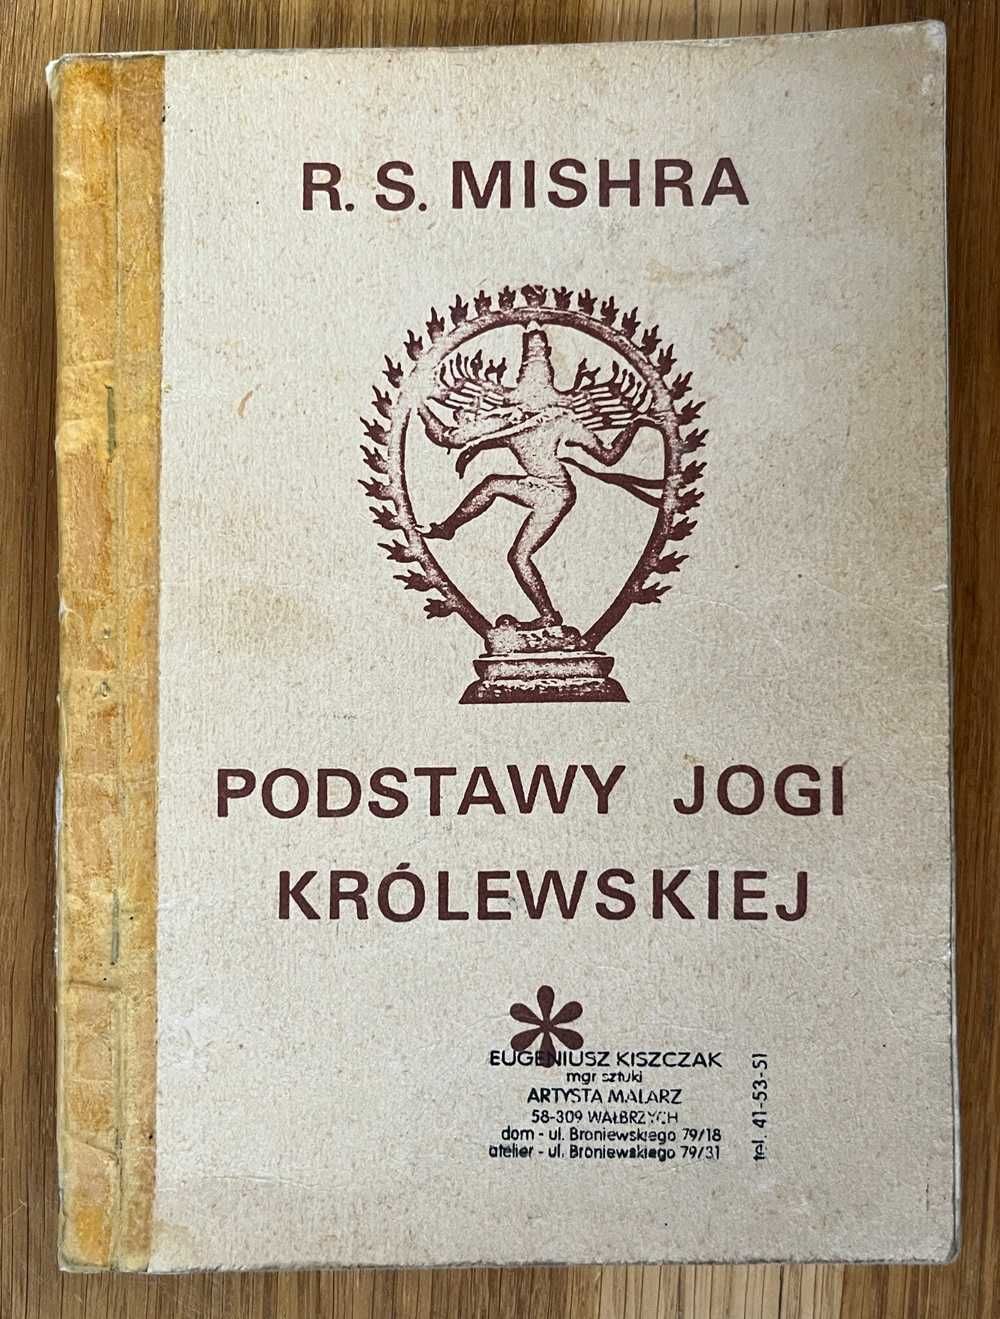 R. S. MISHRA
PODSTAWY JOGI
KRÓLEWSKIEJ
EUGENIUSZ KISZCZAK
mgr sztuki
ARTYSTA MALARZ
58-309 WAŁBRZYCH
dom - ul. Broniewskiego 79/18
atelier - ul. Broniewskiego 79/31
tel. 41-53-51